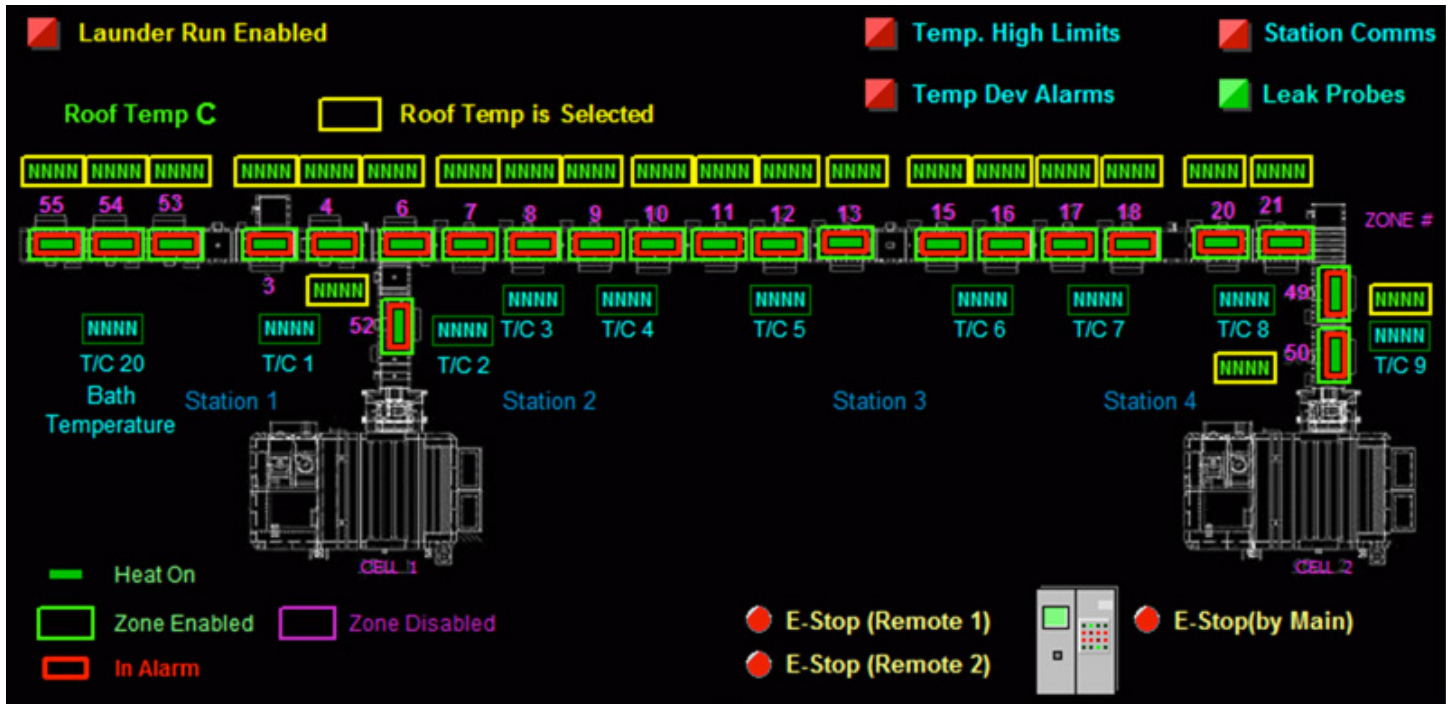 Launder Run Enabled
Temp. High Limits
Station Comms
Temp Dev Alarms
Leak Probes
Roof Temp C
Roof Temp is Selected
NNNN NNNN NNNN NNNN NNNN NNNN NNNN NNNN NNNN NNNN NNNN NNNN NNNN NNNN NNNN NNNN NNNN NNNN NNNN
55 54 53 4 6 7 8 9 10 11 12 13 15 16 17 18 20 21 ZONE #
3 NNNN 49 NNNN
NNNN NNNN NNNN NNNN NNNN NNNN NNNN
T/C 3 T/C 4 T/C 5 T/C 6 T/C 7 T/C 8
NNNN NNNN 52 NNNN NNNN
T/C 20 T/C 1 T/C 2 T/C 9
50 NNNN
Bath
Temperature
Station 1 Station 2 Station 3 Station 4
CELL 1 CELL 2
Heat On
Zone Enabled Zone Disabled
In Alarm
E-Stop (Remote 1)
E-Stop(by Main)
E-Stop (Remote 2)